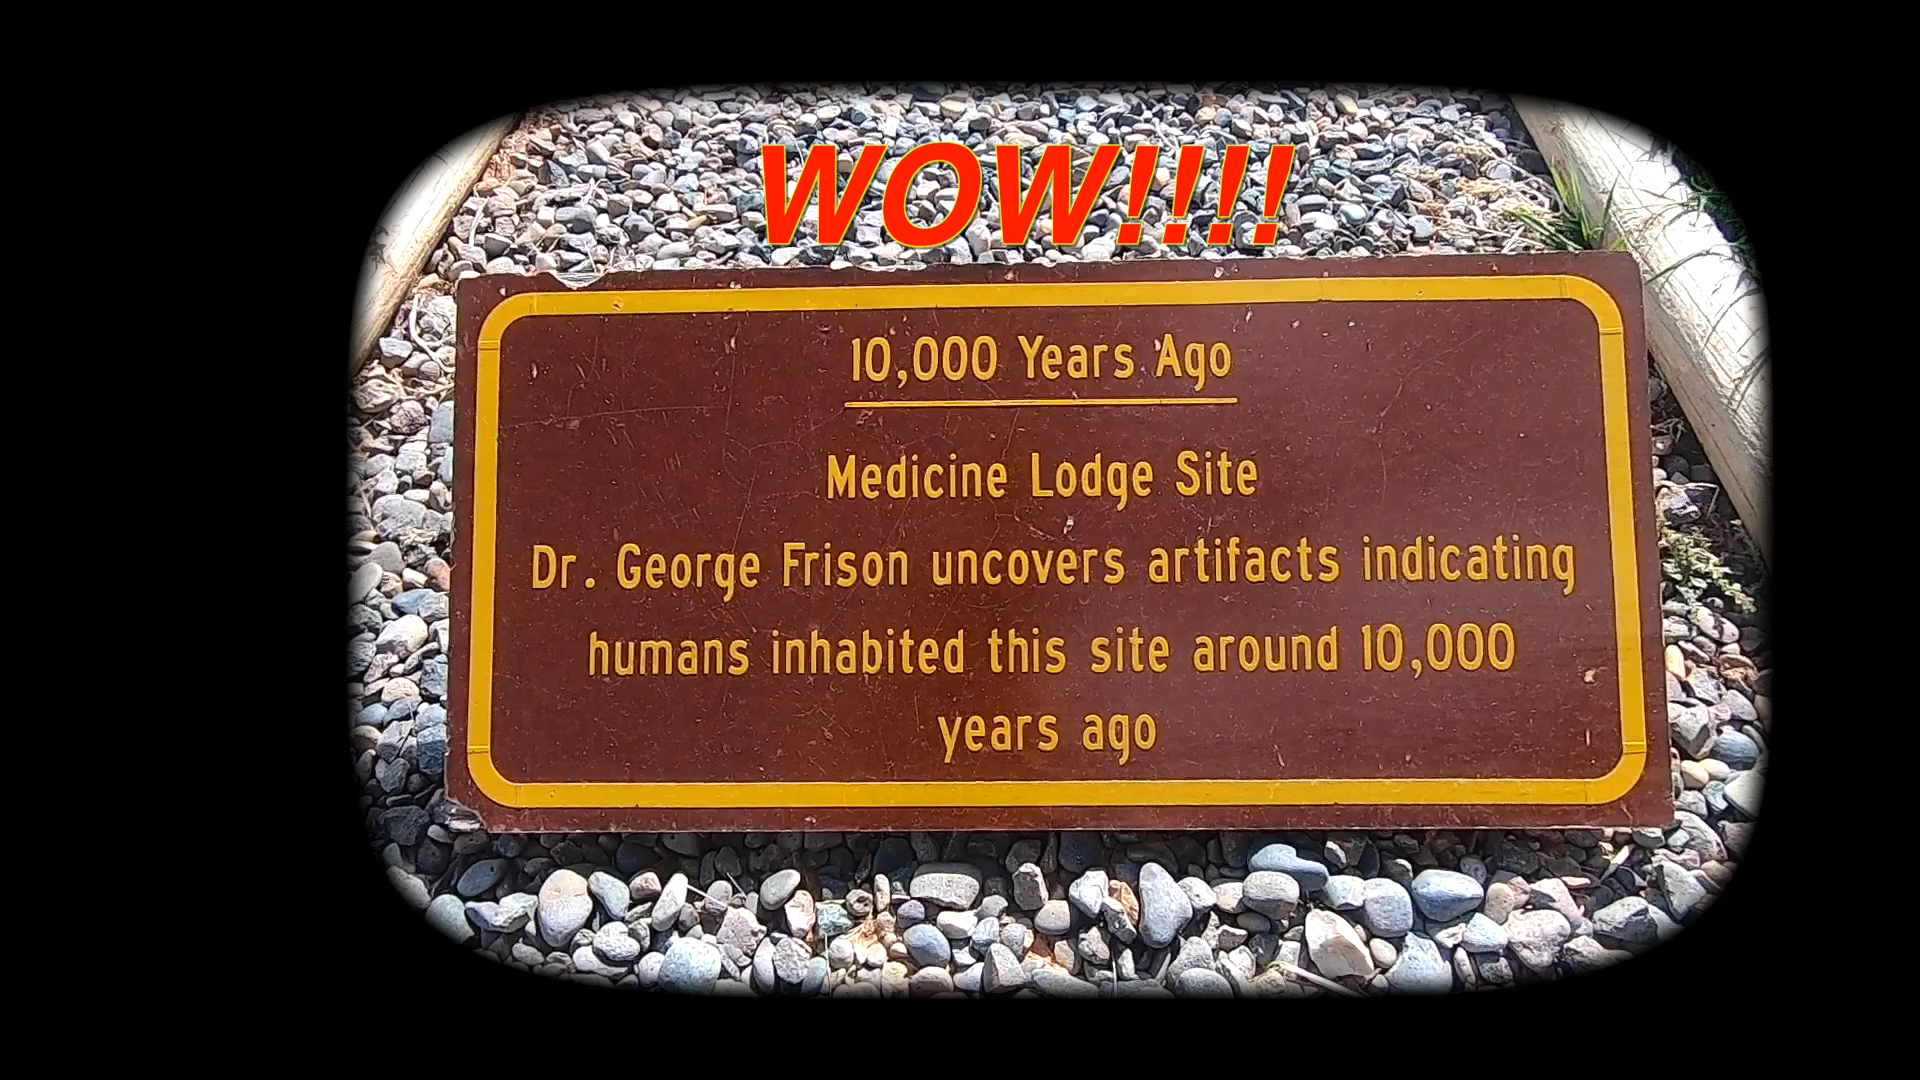 WOW!!!!
10,000 Years Ago
Medicine Lodge Site
Dr. George Frison uncovers artifacts indicating
humans inhabited this site around 10,000
years ago